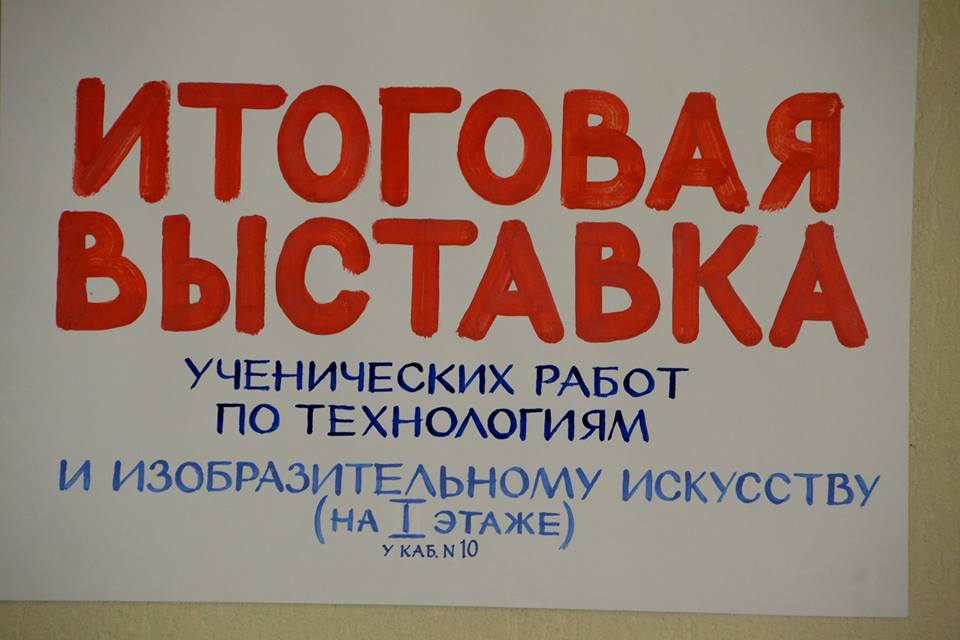 ИТОГОВАЯ
ВЫСТАВКА
УЧЕНИЧЕСКИХ РАБОТ
ПО ТЕХНОЛОГИЯМ
И ИЗОБРАЗИТЕЛЬНОМУ ИСКУССТВУ
(НА I ЭТАЖЕ)
У КАБ. N 10